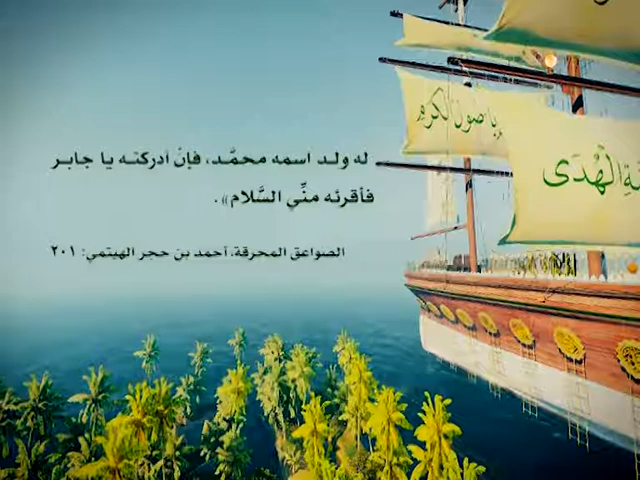 له ولد اسمه محمَّد، فإنْ أدركته يا جابر
فأقرئه منِّي السَّلام».
الصواعق المحرقة، أحمد بن حجر الهيتمي: ٢٠١
الكرم
الهُدَى